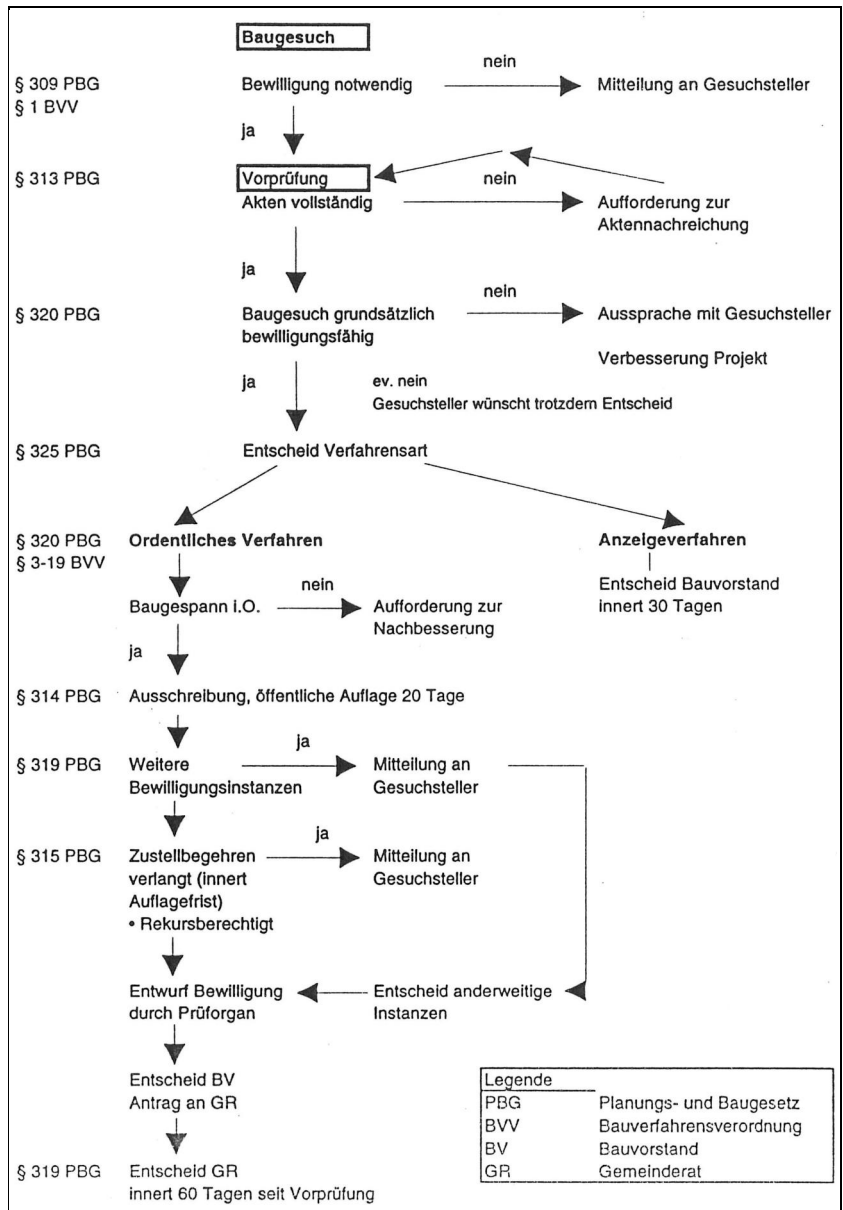 Baugesuch
nein
§ 309 PBG Bewilligung notwendig Mitteilung an Gesuchsteller
§ 1 BVV
ja
§ 313 PBG Vorprüfung nein
Akten vollständig Aufforderung zur
Aktennachreichung
ja
nein
§ 320 PBG Baugesuch grundsätzlich Aussprache mit Gesuchsteller
bewilligungsfähig
Verbesserung Projekt
ja ev. nein
Gesuchsteller wünscht trotzdem Entscheid
§ 325 PBG Entscheid Verfahrensart
§ 320 PBG Ordentliches Verfahren Anzeigeverfahren
§ 3-19 BVV
nein Entscheid Bauvorstand
innert 30 Tagen
Baugespann i.O. Aufforderung zur
Nachbesserung
ja
§ 314 PBG Ausschreibung, öffentliche Auflage 20 Tage
ja
§ 319 PBG Weitere Mitteilung an
Bewilligungsinstanzen Gesuchsteller
ja
§ 315 PBG Zustellbegehren Mitteilung an
verlangt (innert Gesuchsteller
Auflagefrist)
• Rekursberechtigt
Entwurf Bewilligung Entscheid anderweitige
durch Prüforgan Instanzen
Entscheid BV
Antrag an GR
§ 319 PBG Entscheid GR
innert 60 Tagen seit Vorprüfung
Legende
PBG Planungs- und Baugesetz
BVV Bauverfahrensverordnung
BV Bauvorstand
GR Gemeinderat